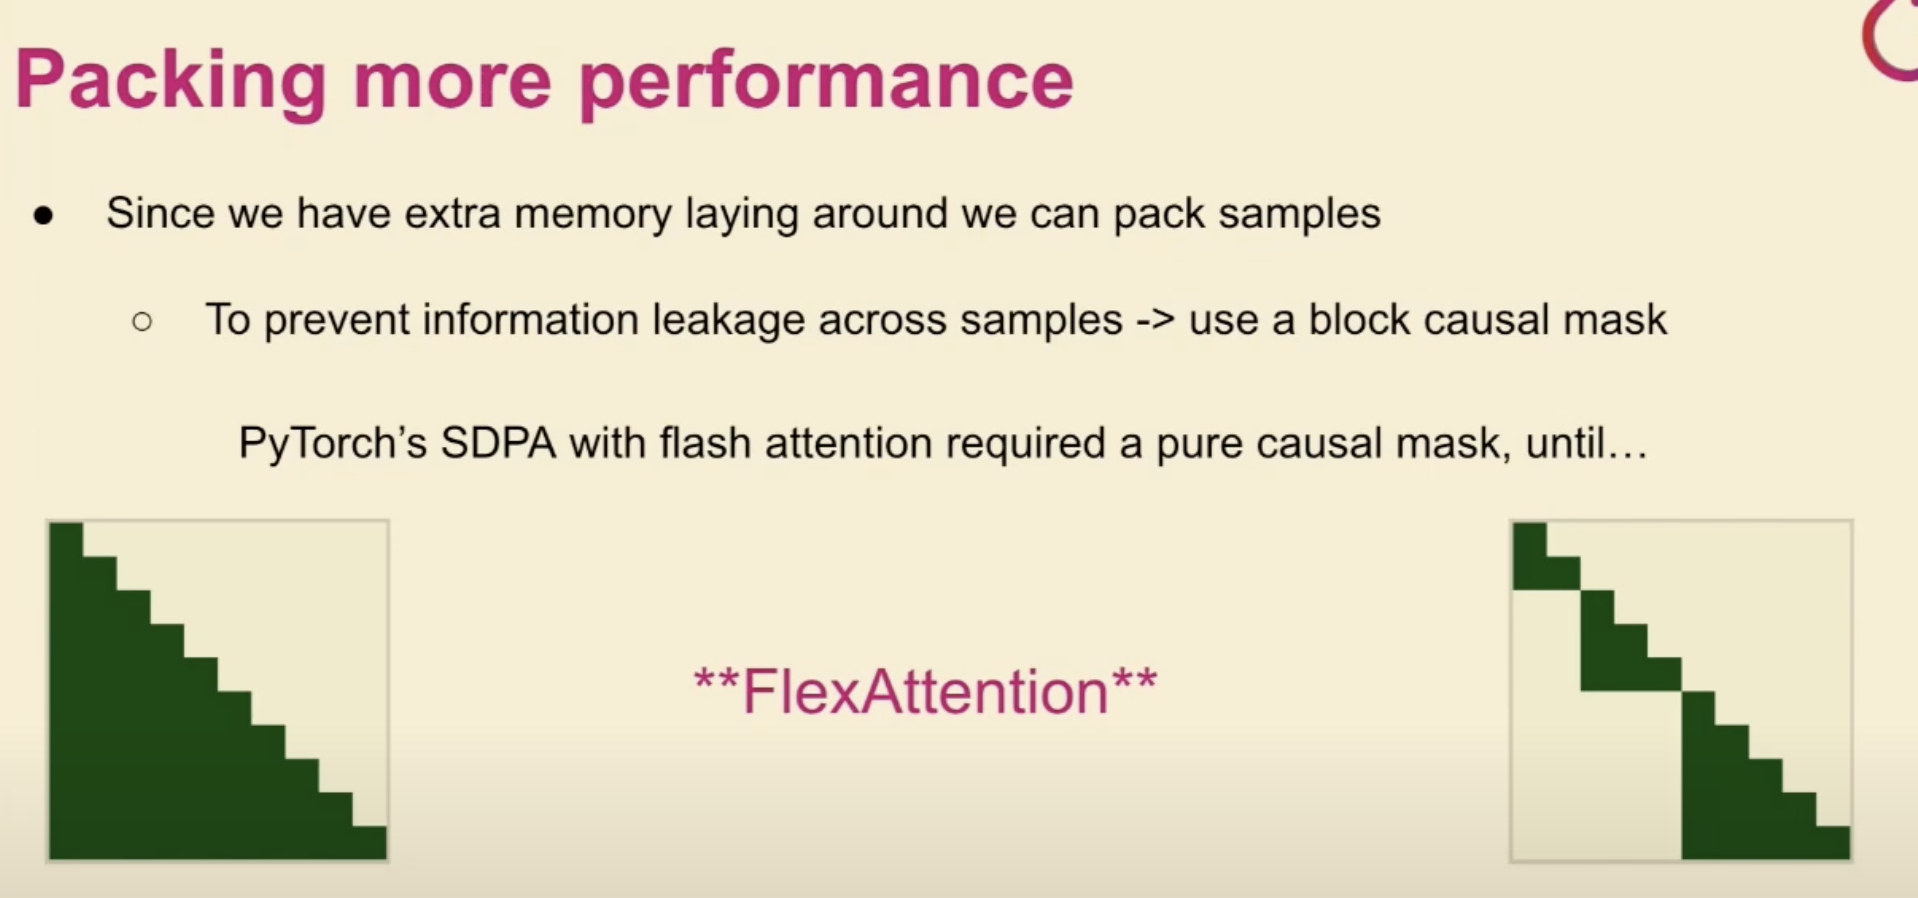 Packing more performance
● Since we have extra memory laying around we can pack samples
○ To prevent information leakage across samples -> use a block causal mask
PyTorch’s SDPA with flash attention required a pure causal mask, until…
**FlexAttention**